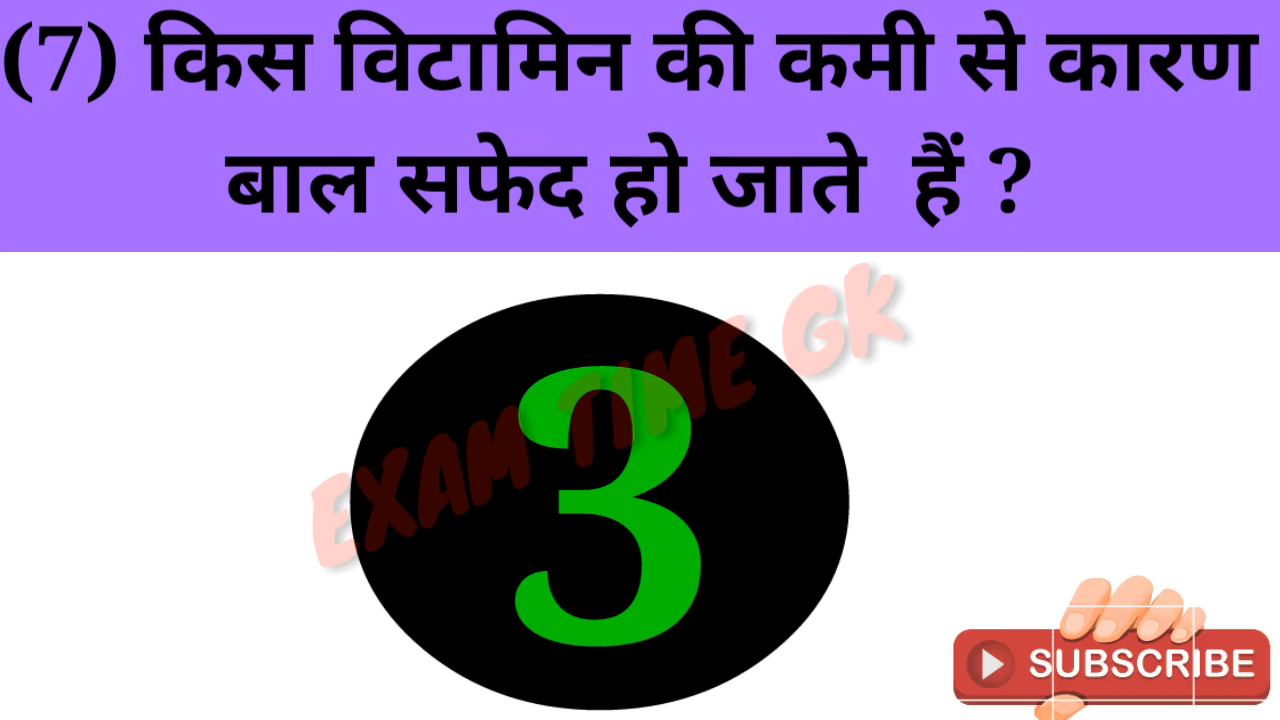 (7) किस विटामिन की कमी से कारण
बाल सफेद हो जाते हैं ?
EXAM TIME GK
3
SUBSCRIBE